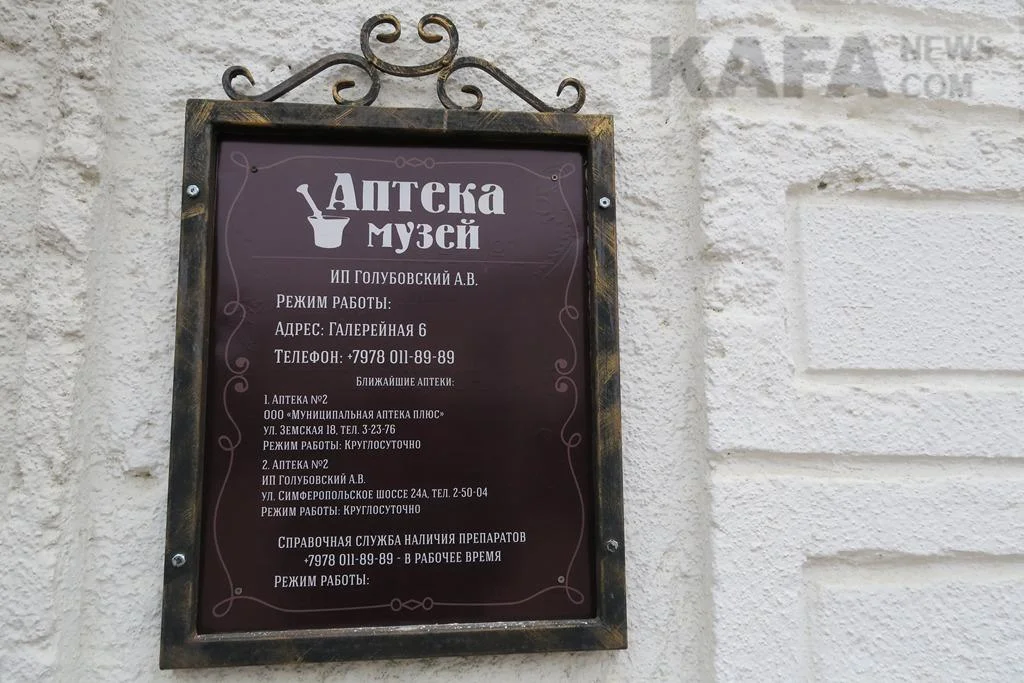 KAFA NEWS
COM
Аптека
музей
ИП Голубовский А.В.
Режим работы:
Адрес: Галерейная 6
Телефон: +7978 011-89-89
Ближайшие аптеки:
1. Аптека №2
ООО «Муниципальная аптека плюс»
ул. Земская 18, тел. 3-23-76
Режим работы: Круглосуточно
2. Аптека №2
ИП Голубовский А.В.
ул. Симферопольское шоссе 24а, тел. 2-50-04
Режим работы: Круглосуточно
Справочная служба наличия препаратов
+7978 011-89-89 - в рабочее время
Режим работы: